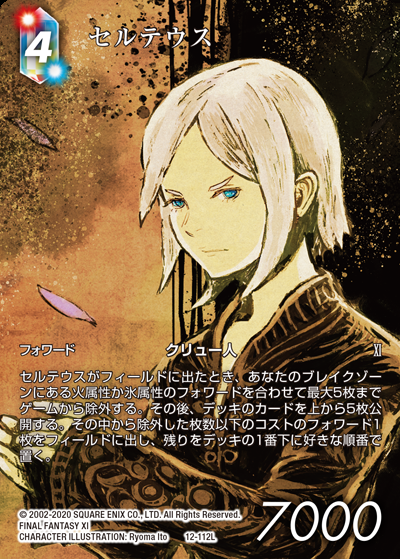 4
セルテウス
フォワード クリュー人 XI
セルテウスがフィールドに出たとき、あなたのブレイクゾー
ンにある火属性か氷属性のフォワードを合わせて最大5枚まで
ゲームから除外する。その後、デッキのカードを上から5枚公
開する。その中から除外した枚数以下のコストのフォワード1
枚をフィールドに出し、残りをデッキの1番下に好きな順番で
置く。
© 2002-2020 SQUARE ENIX CO., LTD. All Rights Reserved.
FINAL FANTASY XI
CHARACTER ILLUSTRATION: Ryoma Ito 12-112L
7000